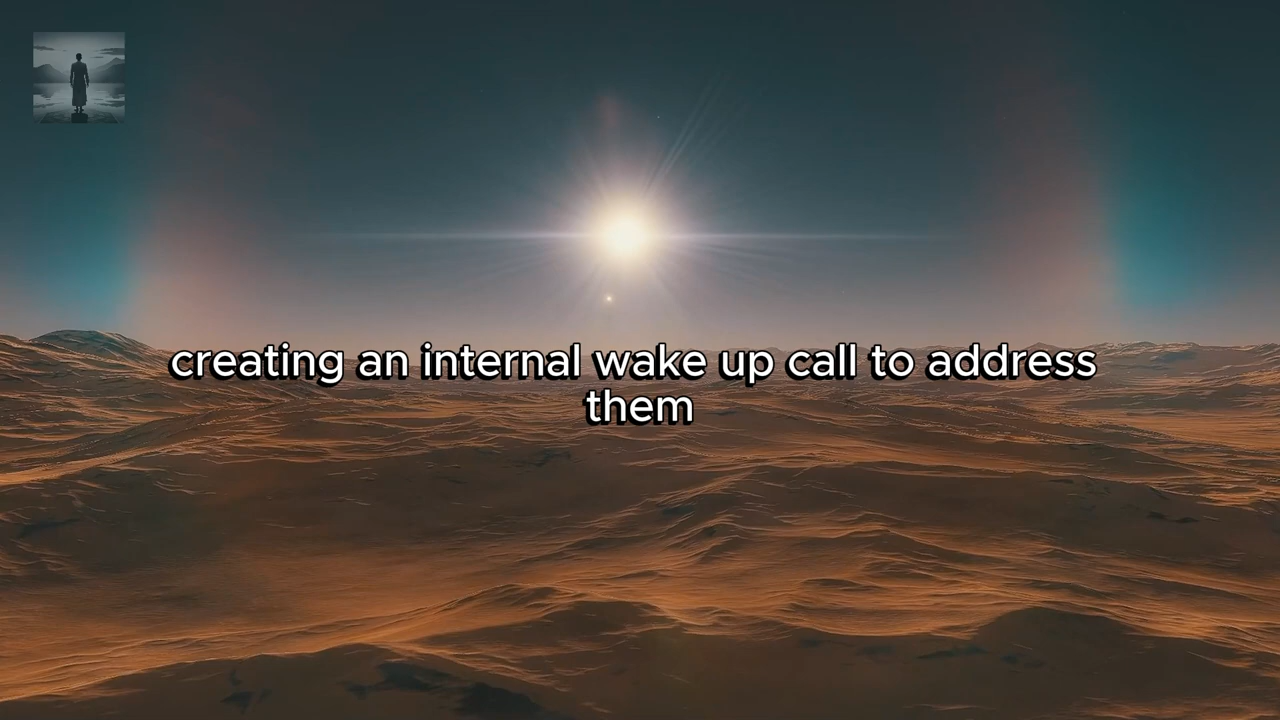 creating an internal wake up call to address
them